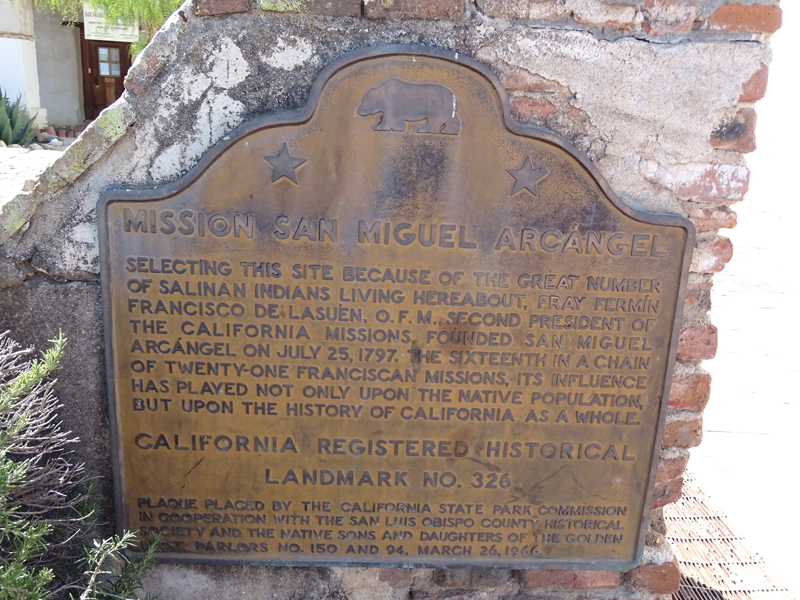 MISSION SAN MIGUEL ARCÁNGEL
SELECTING THIS SITE BECAUSE OF THE GREAT NUMBER
OF SALINAN INDIANS LIVING HEREABOUT, FRAY FERMÍN
FRANCISCO DE LASUÉN, O.F.M., SECOND PRESIDENT OF
THE CALIFORNIA MISSIONS, FOUNDED SAN MIGUEL
ARCÁNGEL ON JULY 25, 1797. THE SIXTEENTH IN A CHAIN
OF TWENTY-ONE FRANCISCAN MISSIONS, ITS INFLUENCE
HAS PLAYED NOT ONLY UPON THE NATIVE POPULATION,
BUT UPON THE HISTORY OF CALIFORNIA AS A WHOLE.
CALIFORNIA REGISTERED HISTORICAL
LANDMARK NO. 326
PLAQUE PLACED BY THE CALIFORNIA STATE PARK COMMISSION
IN COOPERATION WITH THE SAN LUIS OBISPO COUNTY HISTORICAL
SOCIETY AND THE NATIVE SONS AND DAUGHTERS OF THE GOLDEN
PARLORS NO. 150 AND 94, MARCH 26, 1966.